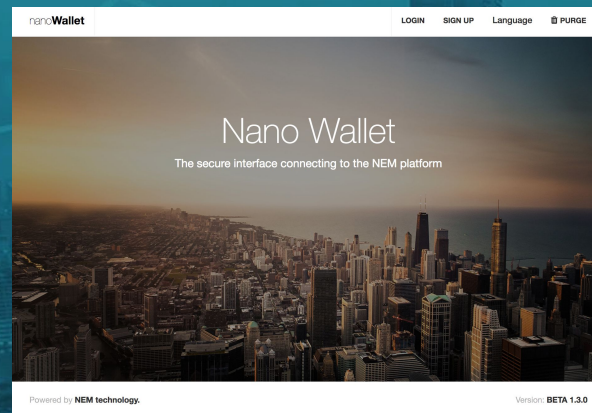 nanoWallet
LOGIN SIGN UP Language PURGE
Nano Wallet
The secure interface connecting to the NEM platform
Powered by NEM technology.
Version: BETA 1.3.0